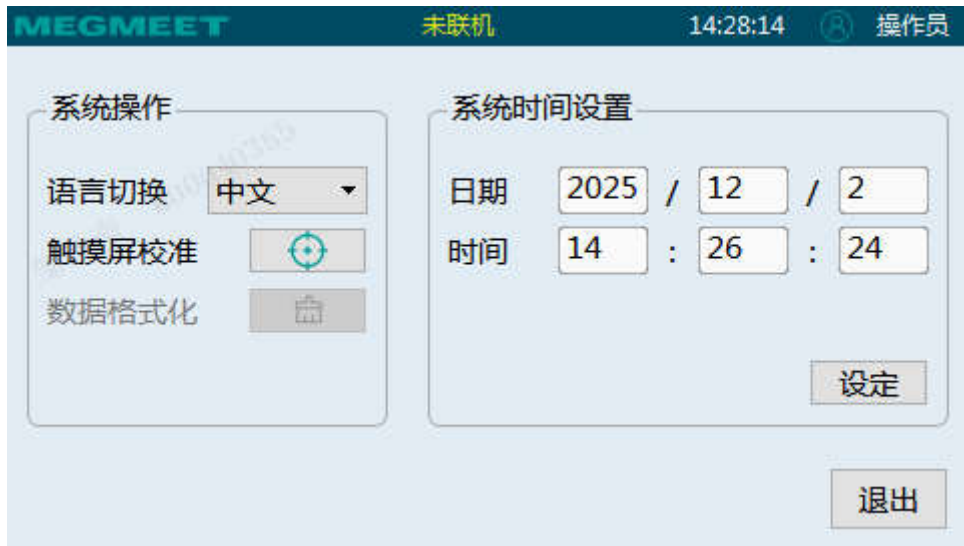 MEGMEET 未联机 14:28:14 操作员
系统操作
语言切换 中文
触摸屏校准
数据格式化
系统时间设置
日期 2025 / 12 / 2
时间 14 : 26 : 24
设定
退出